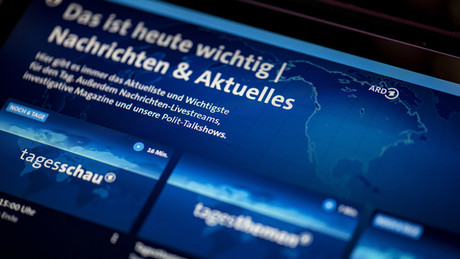 Das ist heute wichtig |
Nachrichten & Aktuelles
Hier gibt es immer das Aktuellste und Wichtigste
für den Tag. Außerdem Nachrichten-Livestreams,
investigative Magazine und unsere Polit-Talkshows.
ARD
NOCH 6 TAGE
16 Min.
tagesschau
tagesthemen
15:00 Uhr